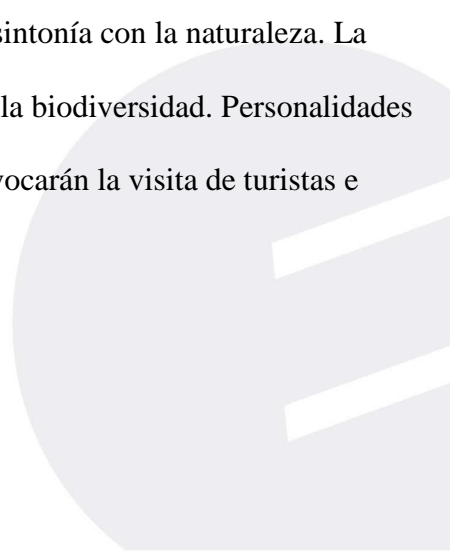 sintonía con la naturaleza. La
la biodiversidad. Personalidades
vocarán la visita de turistas e